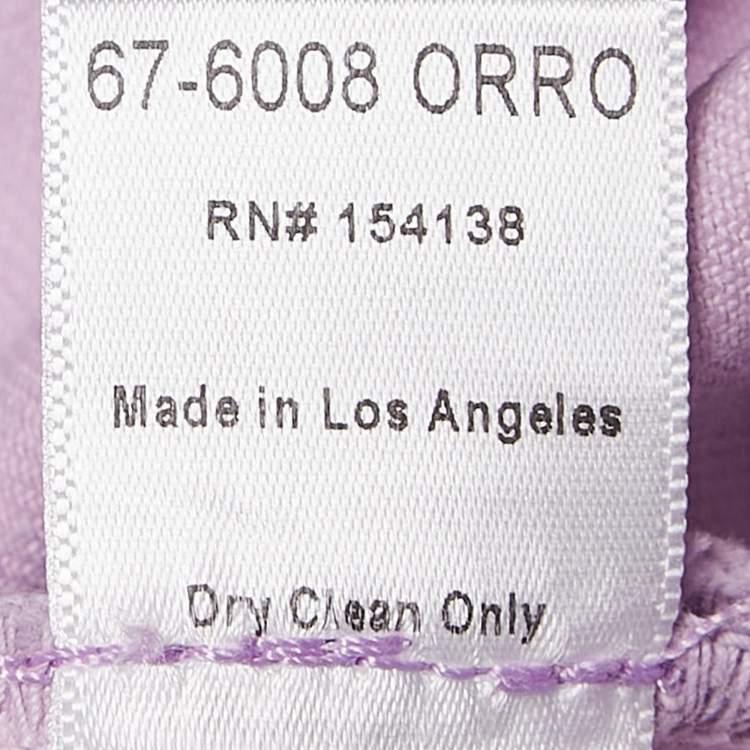 67-6008 ORRO
RN# 154138
Made in Los Angeles
Dry Clean Only